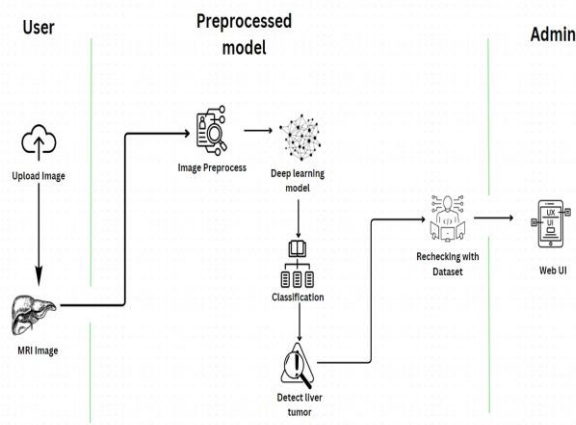 User
Preprocessed
model
Admin
Upload Image
MRI Image
Image Preprocess
Deep learning
model
Classification
Detect liver
tumor
Rechecking with
Dataset
UX
UI
Web UI